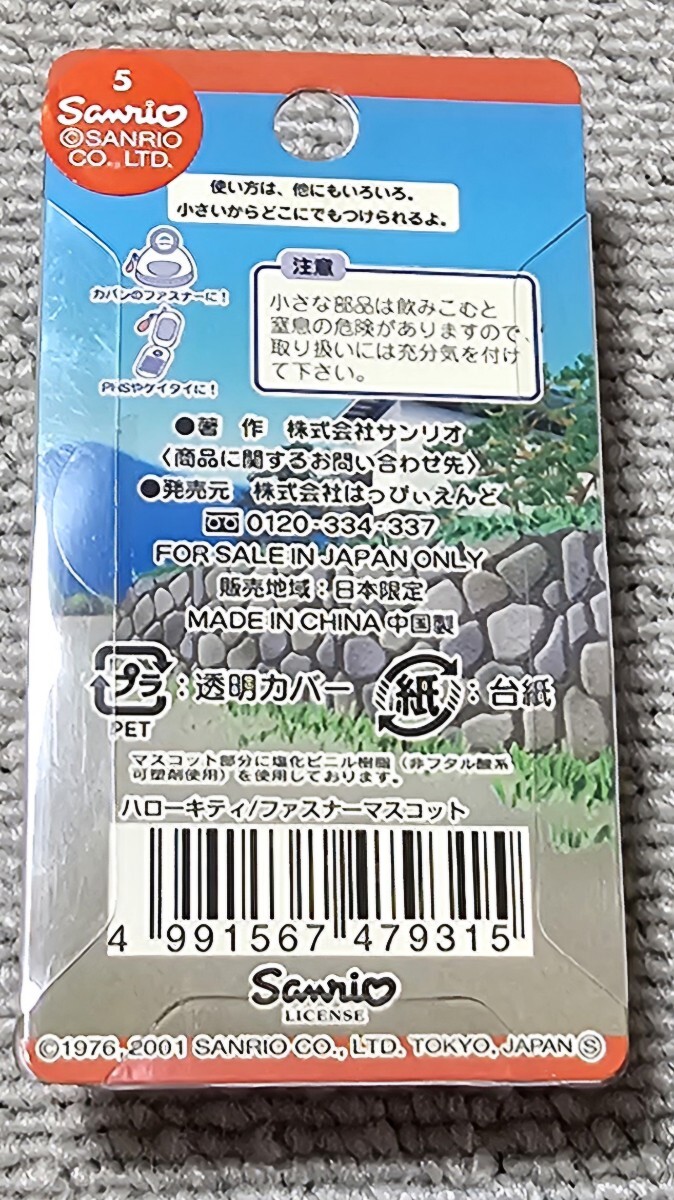 5
Sanrio
©SANRIO
CO., LTD.
使い方は、他にもいろいろ。
小さいからどこにでもつけられるよ。
カバンのファスナーに！
PHSやケイタイに！
注意
小さな部品は飲みこむと
窒息の危険がありますので、
取り扱いには充分気を付け
て下さい。
●著 作 株式会社サンリオ
〈商品に関するお問い合わせ先〉
●発売元 株式会社はっぴぃえんど
0120-334-337
FOR SALE IN JAPAN ONLY
販売地域：日本限定
MADE IN CHINA 中国製
プラ：透明カバー 紙：台紙
PET
マスコット部分に塩化ビニル樹脂（非フタル酸系
可塑剤使用）を使用しております。
ハローキティ/ファスナーマスコット
4 991567 479315
Sanrio
LICENSE
©1976,2001 SANRIO CO., LTD. TOKYO, JAPAN Ⓢ